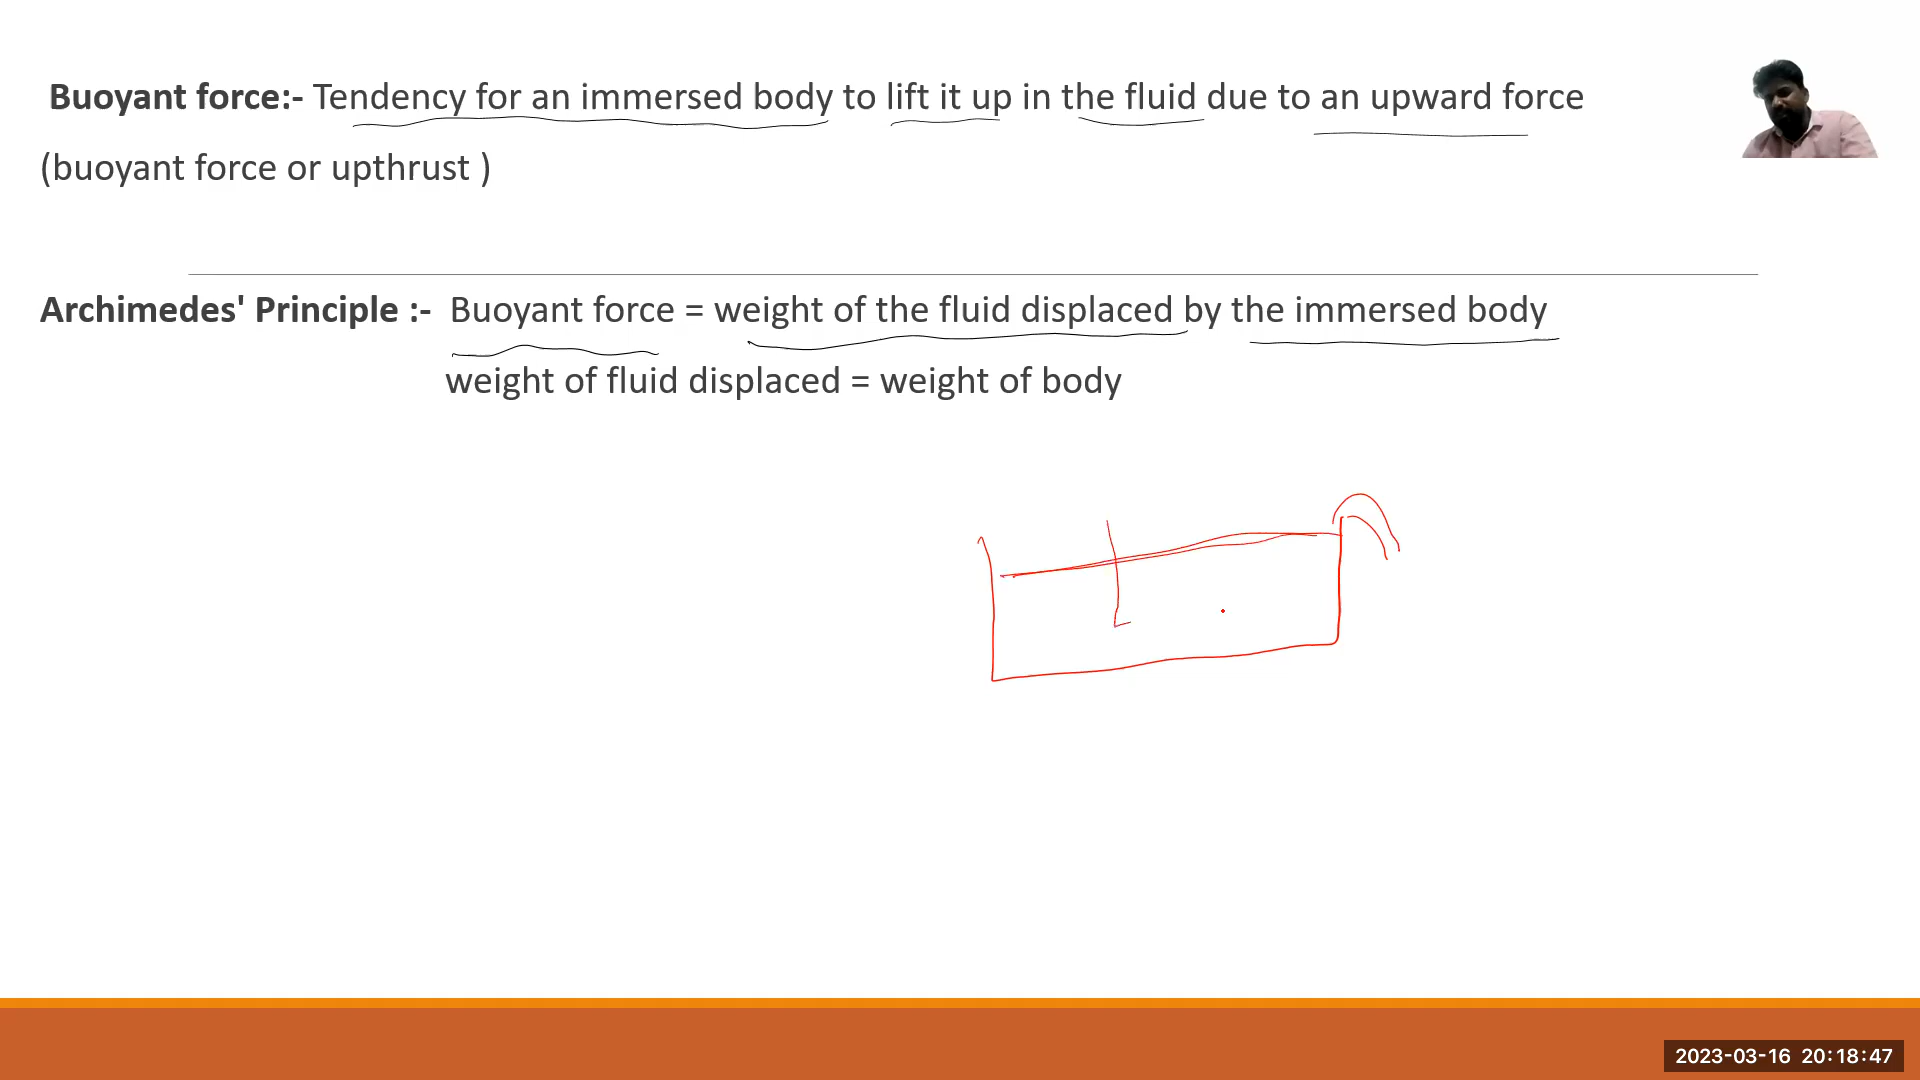 Buoyant force:- Tendency for an immersed body to lift it up in the fluid due to an upward force
(buoyant force or upthrust )
Archimedes' Principle :- Buoyant force = weight of the fluid displaced by the immersed body
weight of fluid displaced = weight of body
2023-03-16 20:18:47